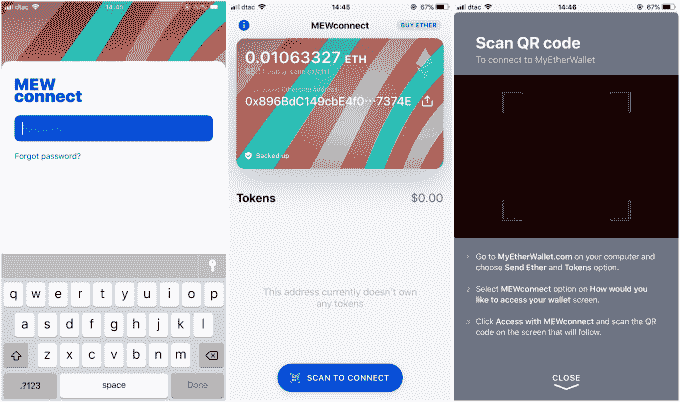 dtac
14:45
67%
MEW
connect
Forgot password?
q w e r t y u i o p
a s d f g h j k l
z x c v b n m
.?123
space
Done
dtac
14:45
67%
MEWconnect
BUY ETHER
0.01063327 ETH
0x896BdC149cbE4f0···7374E
Backed up
Tokens
$0.00
This address currently doesn't own
any tokens
SCAN TO CONNECT
dtac
14:46
67%
Scan QR code
To connect to MyEtherWallet
Go to MyEtherWallet.com on your computer and
choose Send Ether and Tokens option.
Select MEWconnect option on How would you
like to access your wallet screen.
Click Access with MEWconnect and scan the QR
code on the screen that will follow.
CLOSE